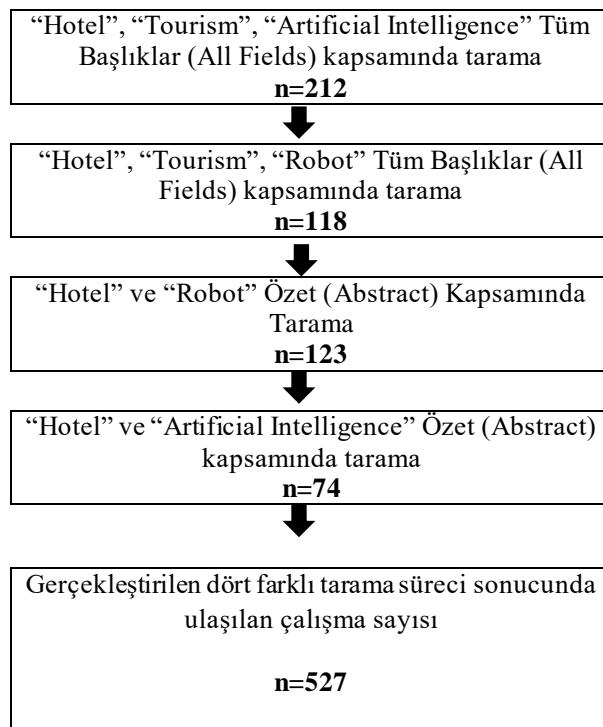 “Hotel”, “Tourism”, “Artificial Intelligence” Tüm
Başlıklar (All Fields) kapsamında tarama
n=212
“Hotel”, “Tourism”, “Robot” Tüm Başlıklar (All
Fields) kapsamında tarama
n=118
“Hotel” ve “Robot” Özet (Abstract) Kapsamında
Tarama
n=123
“Hotel” ve “Artificial Intelligence” Özet (Abstract)
kapsamında tarama
n=74
Gerçekleştirilen dört farklı tarama süreci sonucunda
ulaşılan çalışma sayısı
n=527